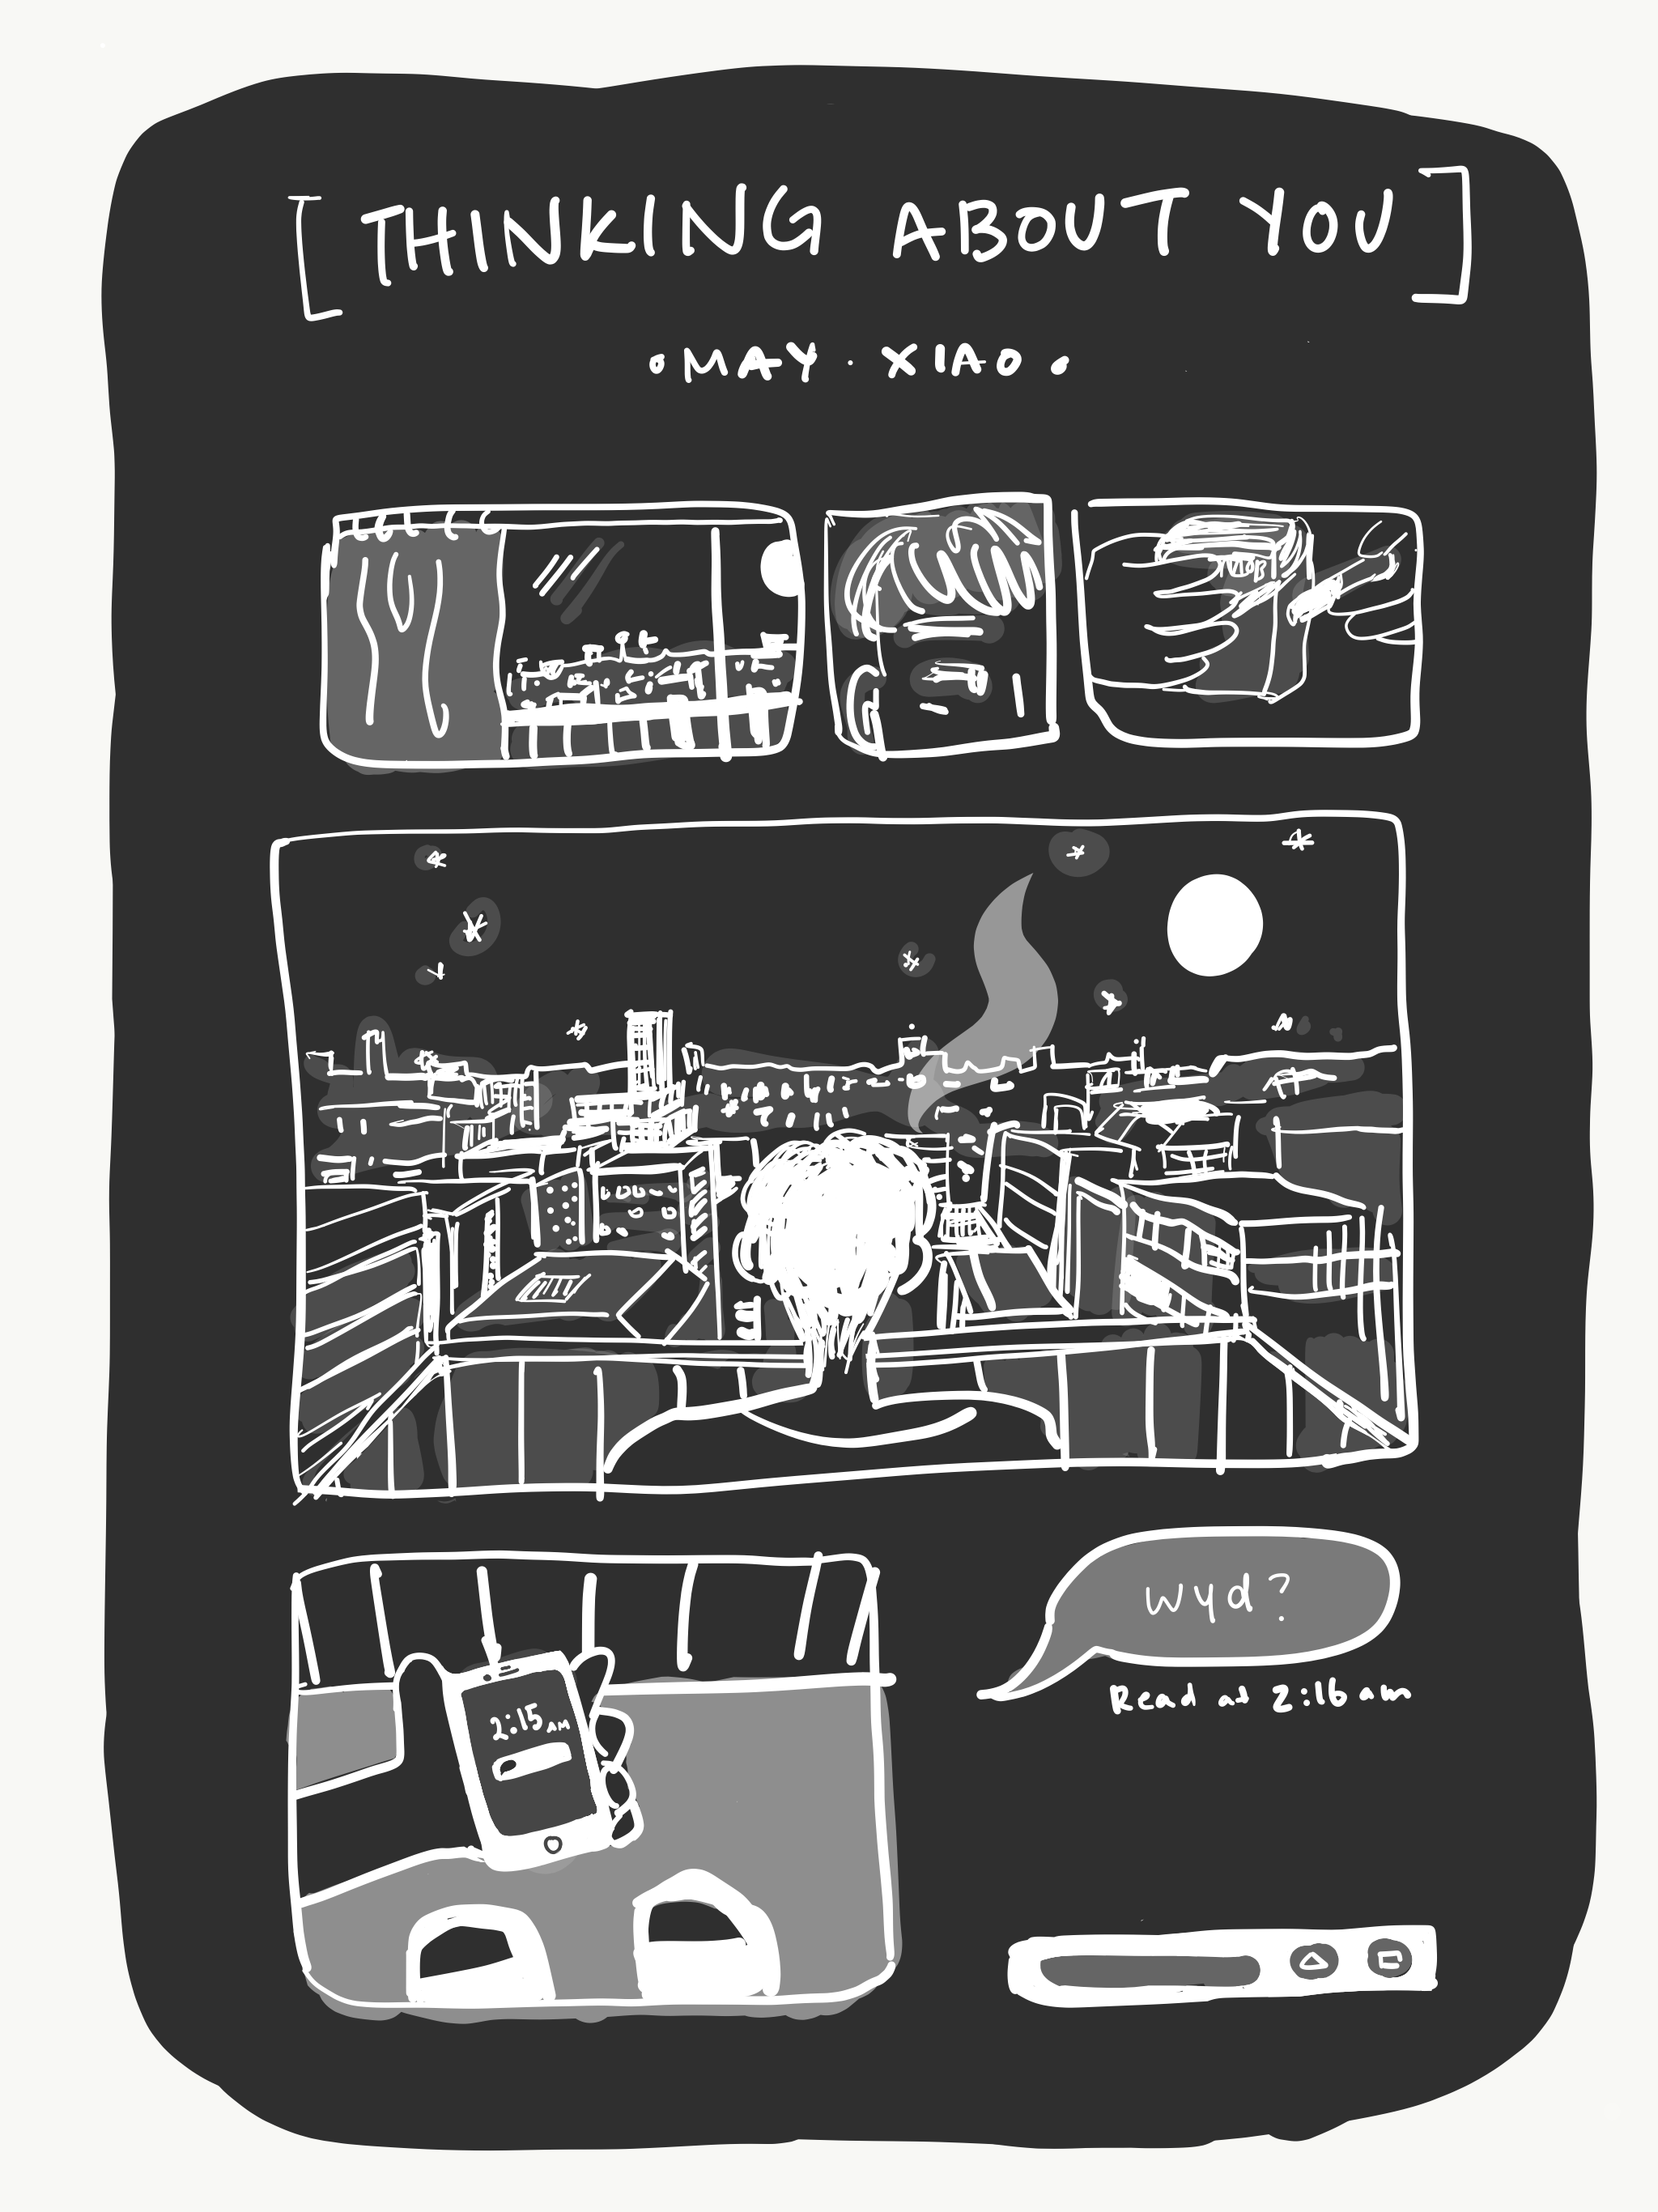 [THINKING ABOUT YOU]
• MAY · XIAO •
2:15 AM
wyd?
Read at 2:16 am